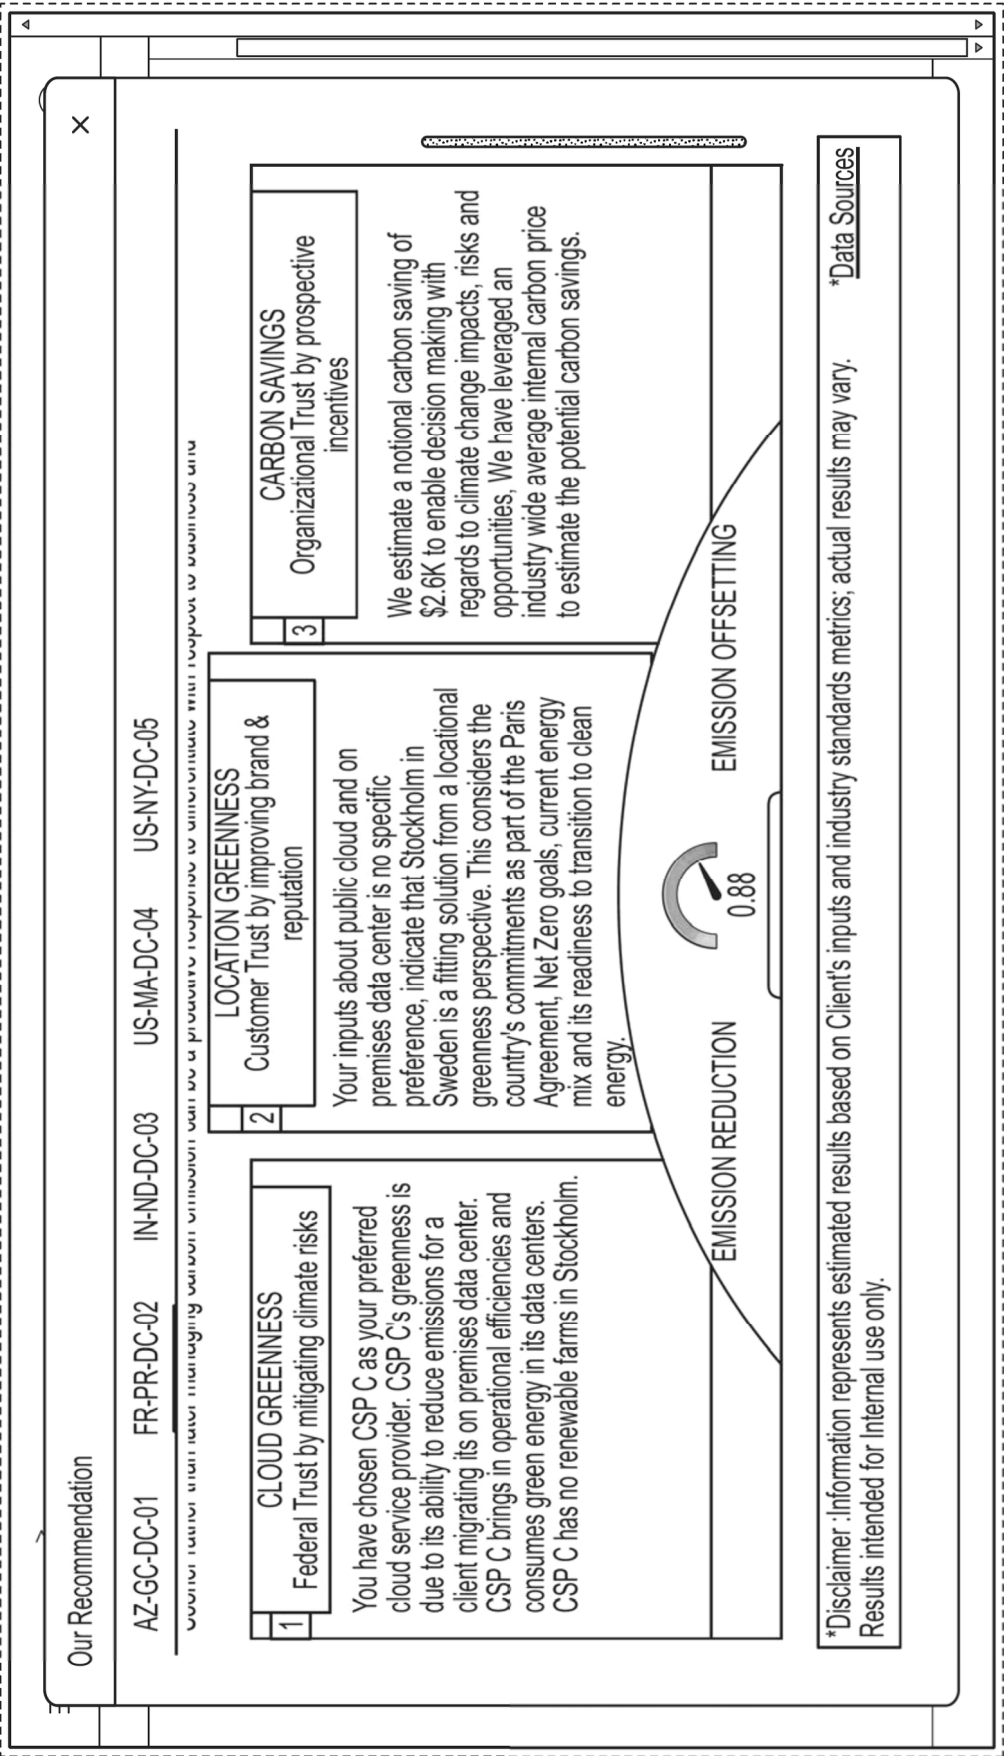 Our Recommendation
X
AZ-GC-DC-01
FR-PR-DC-02
IN-ND-DC-03
US-MA-DC-04
US-NY-DC-05
1
CLOUD GREENNESS
Federal Trust by mitigating climate risks
You have chosen CSP C as your preferred
cloud service provider. CSP C's greenness is
due to its ability to reduce emissions for a
client migrating its on premises data center.
CSP C brings in operational efficiencies and
consumes green energy in its data centers.
CSP C has no renewable farms in Stockholm.
2
LOCATION GREENNESS
Customer Trust by improving brand &
reputation
Your inputs about public cloud and on
premises data center is no specific
preference, indicate that Stockholm in
Sweden is a fitting solution from a locational
greenness perspective. This considers the
country's commitments as part of the Paris
Agreement, Net Zero goals, current energy
mix and its readiness to transition to clean
energy.
3
CARBON SAVINGS
Organizational Trust by prospective
incentives
We estimate a notional carbon saving of
$2.6K to enable decision making with
regards to climate change impacts, risks and
opportunities, We have leveraged an
industry wide average internal carbon price
to estimate the potential carbon savings.
EMISSION REDUCTION
0.88
EMISSION OFFSETTING
*Disclaimer :Information represents estimated results based on Client's inputs and industry standards metrics; actual results may vary.
Results intended for Internal use only.
*Data Sources